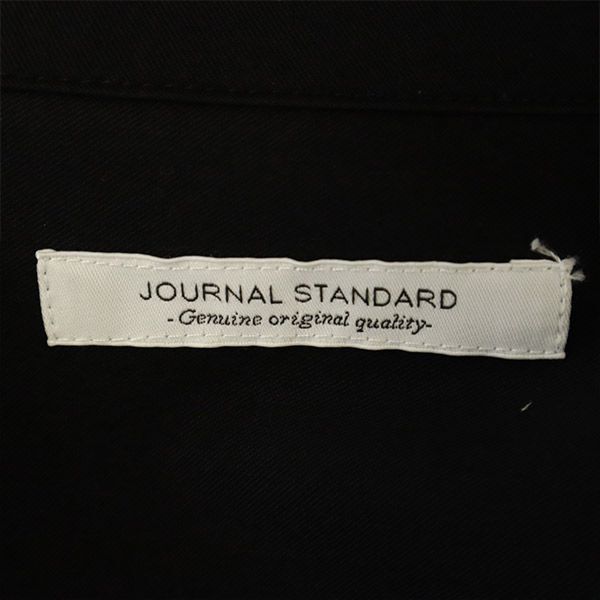 JOURNAL STANDARD
-Genuine original quality-